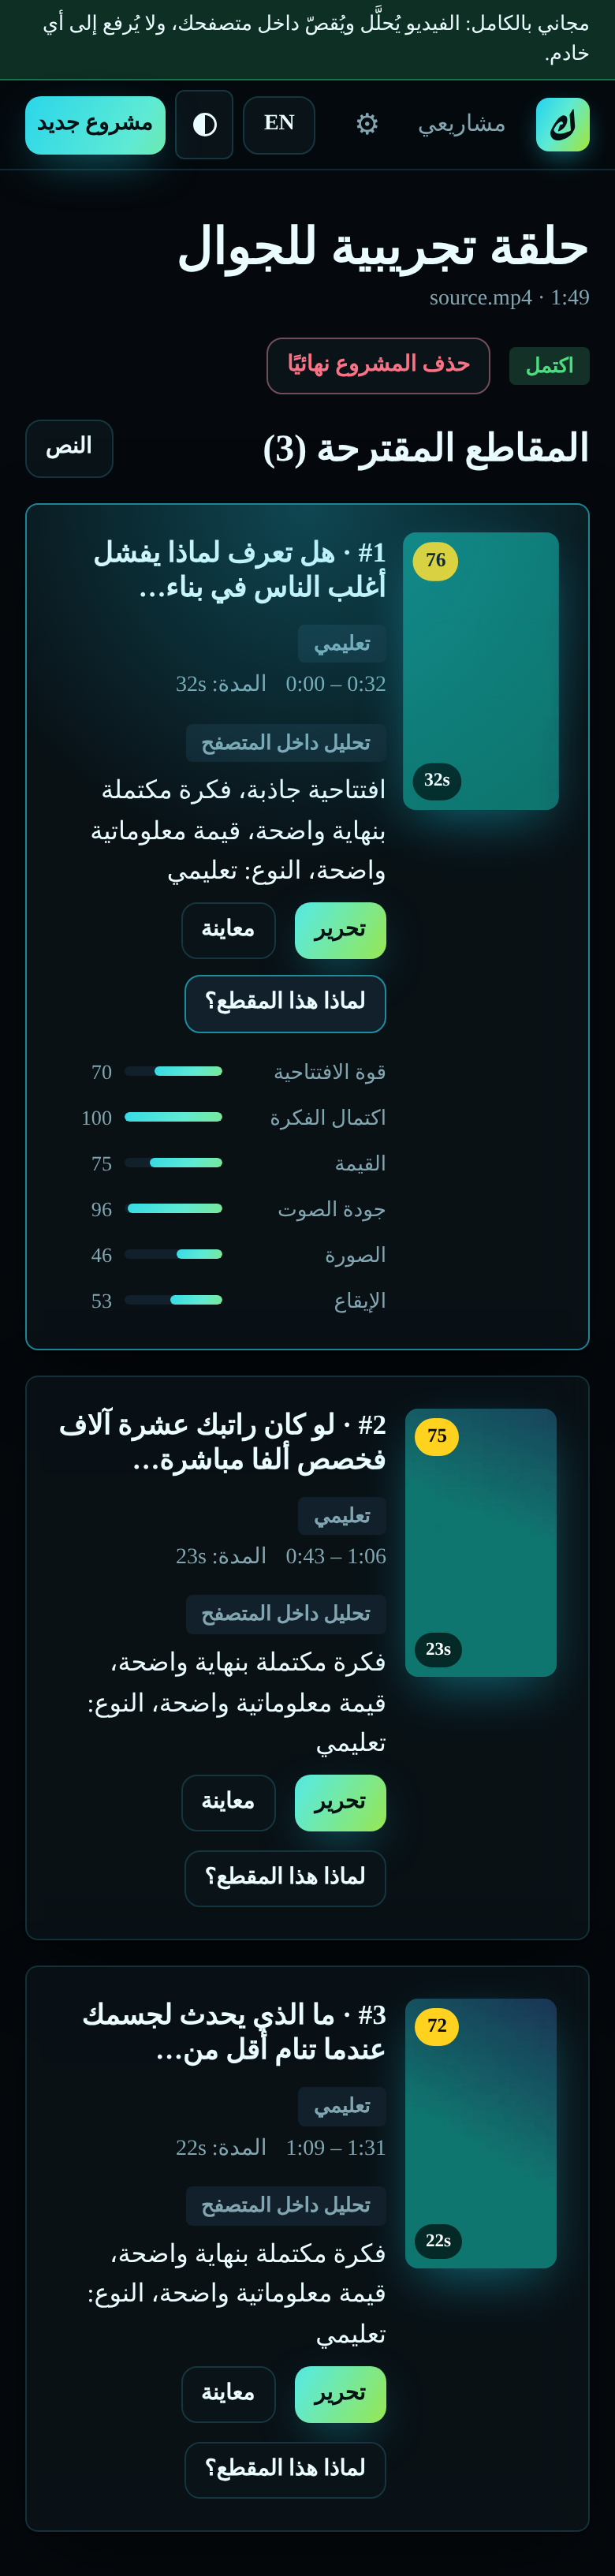 مجاني بالكامل: الفيديو يُحلَّل ويُقصّ داخل متصفحك، ولا يُرفع إلى أي
خادم.
ك
مشاريعي
⚙
EN
◐
مشروع جديد
حلقة تجريبية للجوال
source.mp4 · 1:49
اكتمل
حذف المشروع نهائيًا
المقاطع المقترحة (3)
النص
76
32s
#1 · هل تعرف لماذا يفشل
أغلب الناس في بناء…
تعليمي
0:00 – 0:32
المدة: 32s
تحليل داخل المتصفح
افتتاحية جاذبة، فكرة مكتملة
بنهاية واضحة، قيمة معلوماتية
واضحة، النوع: تعليمي
تحرير
معاينة
لماذا هذا المقطع؟
قوة الافتتاحية 70
اكتمال الفكرة 100
القيمة 75
جودة الصوت 96
الصورة 46
الإيقاع 53
75
23s
#2 · لو كان راتبك عشرة آلاف
فخصص ألفا مباشرة…
تعليمي
0:43 – 1:06
المدة: 23s
تحليل داخل المتصفح
فكرة مكتملة بنهاية واضحة،
قيمة معلوماتية واضحة، النوع:
تعليمي
تحرير
معاينة
لماذا هذا المقطع؟
72
22s
#3 · ما الذي يحدث لجسمك
عندما تنام أقل من…
تعليمي
1:09 – 1:31
المدة: 22s
تحليل داخل المتصفح
فكرة مكتملة بنهاية واضحة،
قيمة معلوماتية واضحة، النوع:
تعليمي
تحرير
معاينة
لماذا هذا المقطع؟